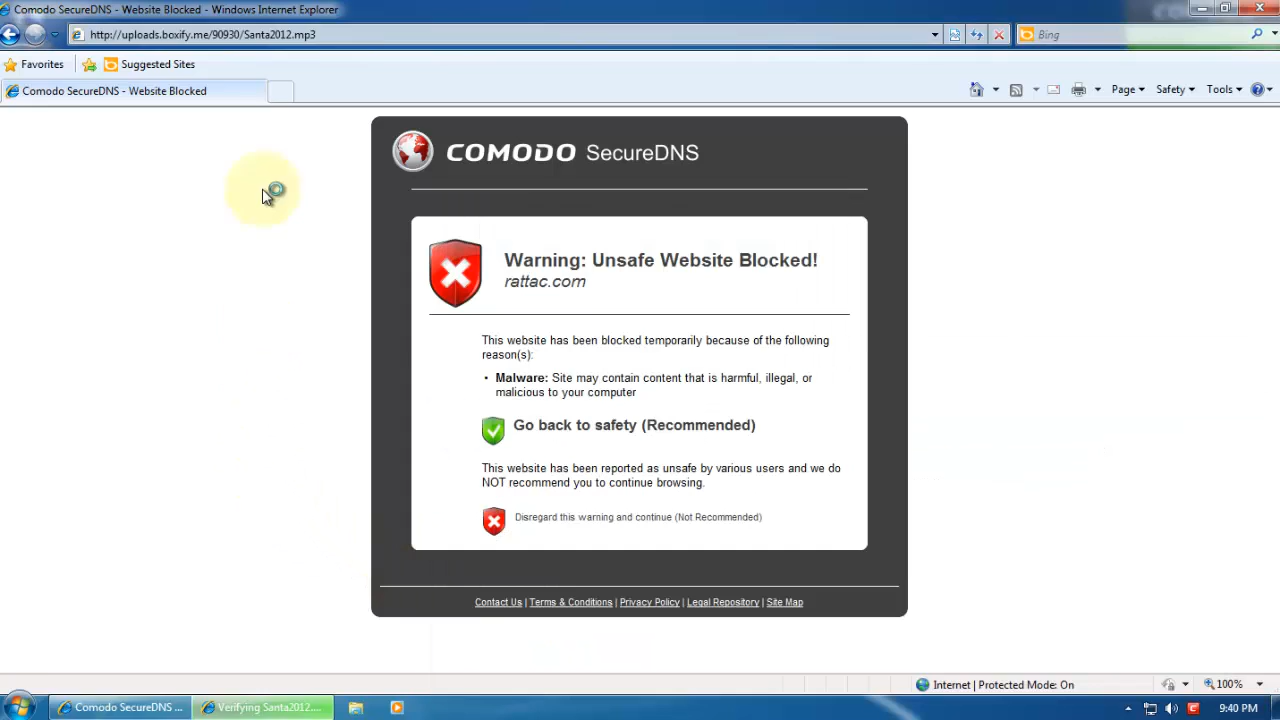 Comodo SecureDNS - Website Blocked - Windows Internet Explorer
http://uploads.boxify.me/90930/Santa2012.mp3
Bing
Favorites
Suggested Sites
Comodo SecureDNS - Website Blocked
Page
Safety
Tools
COMODO SecureDNS
Warning: Unsafe Website Blocked!
rattac.com
This website has been blocked temporarily because of the following
reason(s):
• Malware: Site may contain content that is harmful, illegal, or
malicious to your computer
Go back to safety (Recommended)
This website has been reported as unsafe by various users and we do
NOT recommend you to continue browsing.
Disregard this warning and continue (Not Recommended)
Contact Us | Terms & Conditions | Privacy Policy | Legal Repository | Site Map
Internet | Protected Mode: On
100%
Comodo SecureDNS ...
Verifying Santa2012....
9:40 PM